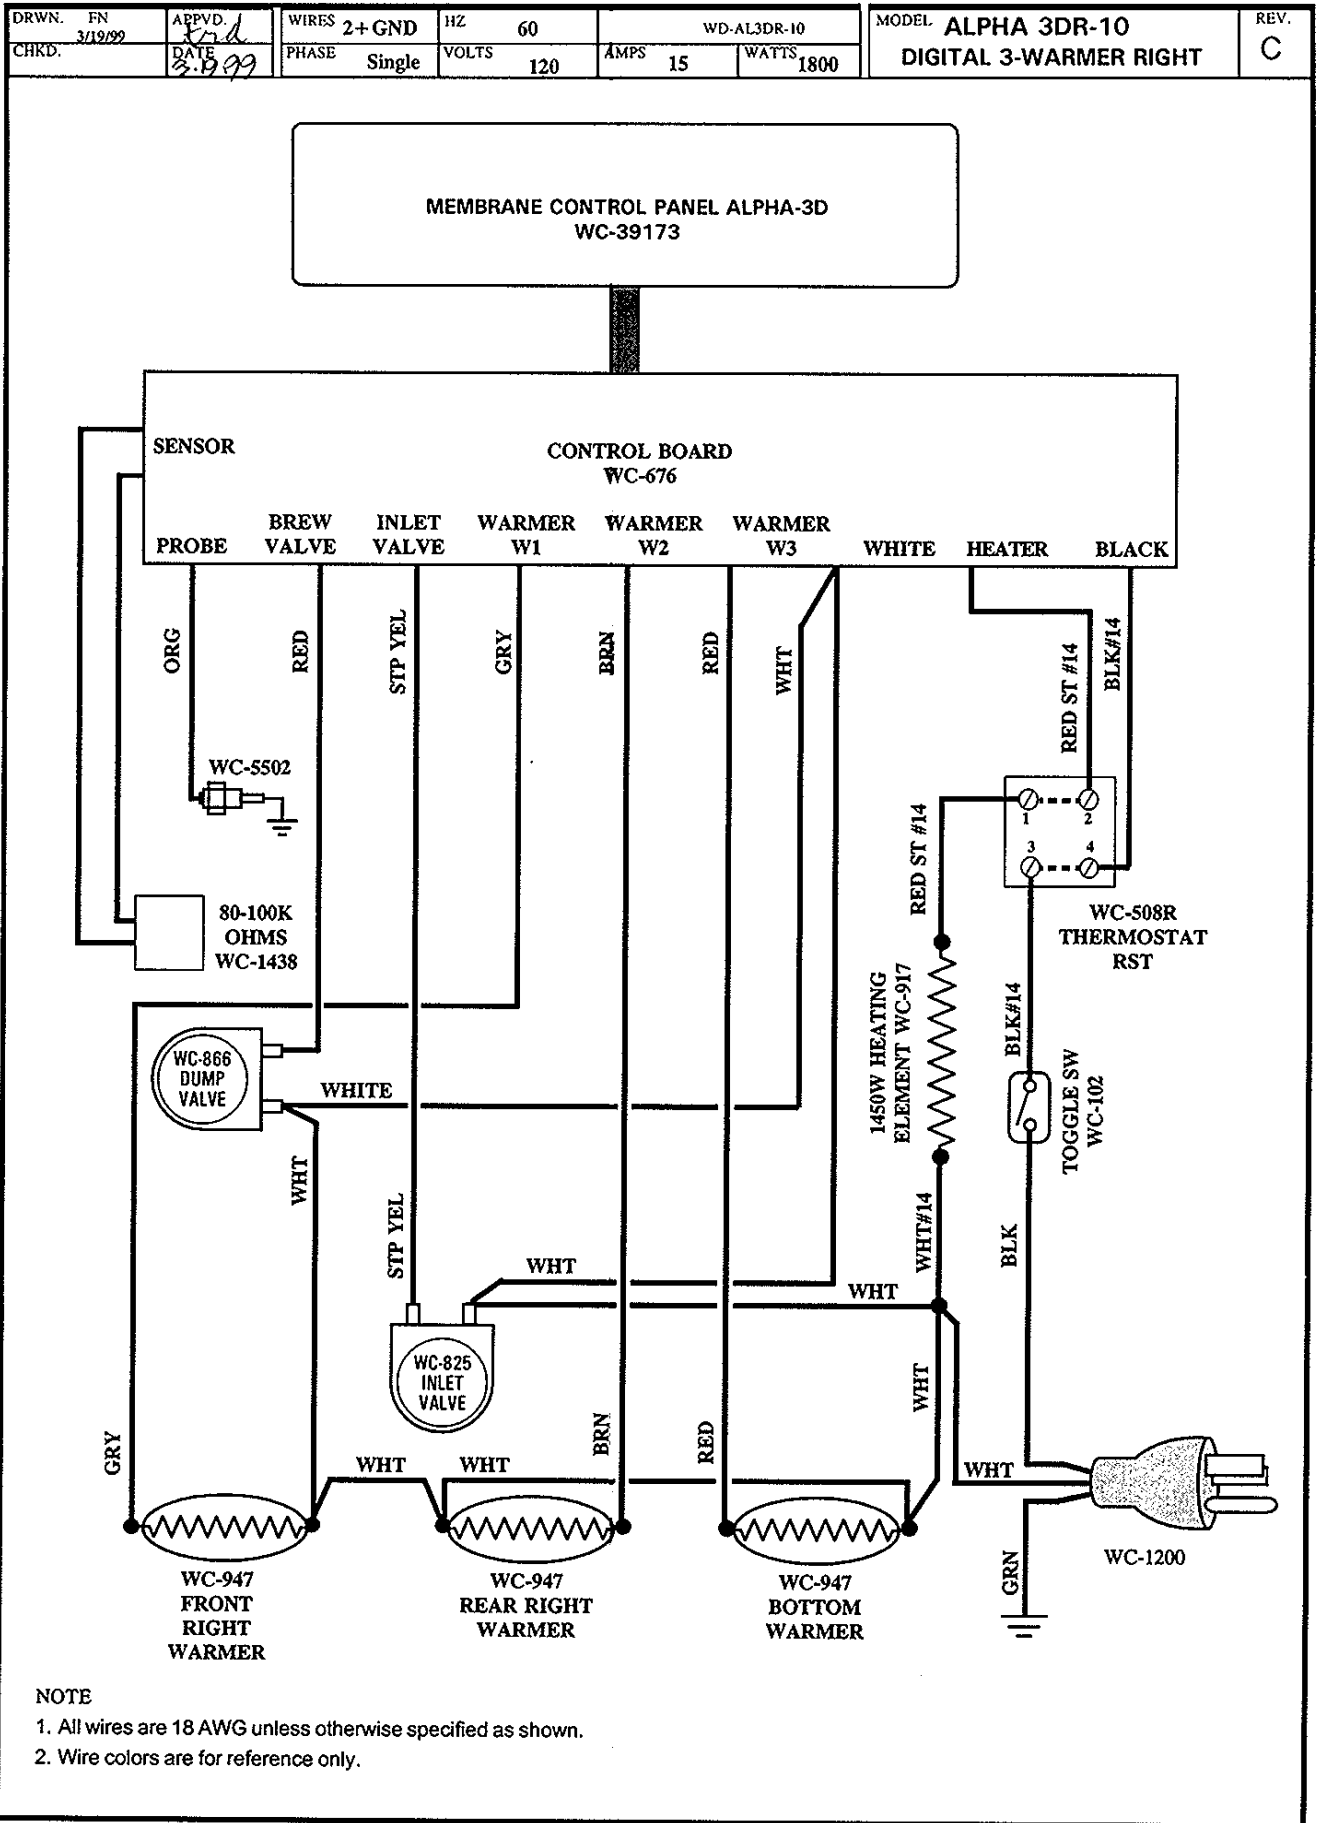 DRWN. FN
3/19/99
APPVD.
CHKD.
DATE
WIRES 2+ GND
HZ 60
WD-AL3DR-10
PHASE Single
VOLTS 120
AMPS 15
WATTS 1800
MODEL ALPHA 3DR-10
DIGITAL 3-WARMER RIGHT
REV.
C
MEMBRANE CONTROL PANEL ALPHA-3D
WC-39173
SENSOR
CONTROL BOARD
WC-676
PROBE
BREW
VALVE
INLET
VALVE
WARMER
W1
WARMER
W2
WARMER
W3
WHITE
HEATER
BLACK
ORG
RED
STP YEL
GRY
BRN
RED
WHT
RED ST #14
BLK#14
WC-5502
1
2
3
4
RED ST #14
80-100K
OHMS
WC-1438
WC-508R
THERMOSTAT
RST
1450W HEATING
ELEMENT WC-917
BLK#14
TOGGLE SW
WC-102
WC-866
DUMP
VALVE
WHITE
WHT
STP YEL
WHT
WHT
WHT#14
BLK
WC-825
INLET
VALVE
WHT
GRY
WHT
WHT
BRN
RED
WHT
WC-1200
GRN
WC-947
FRONT
RIGHT
WARMER
WC-947
REAR RIGHT
WARMER
WC-947
BOTTOM
WARMER
NOTE
1. All wires are 18 AWG unless otherwise specified as shown.
2. Wire colors are for reference only.